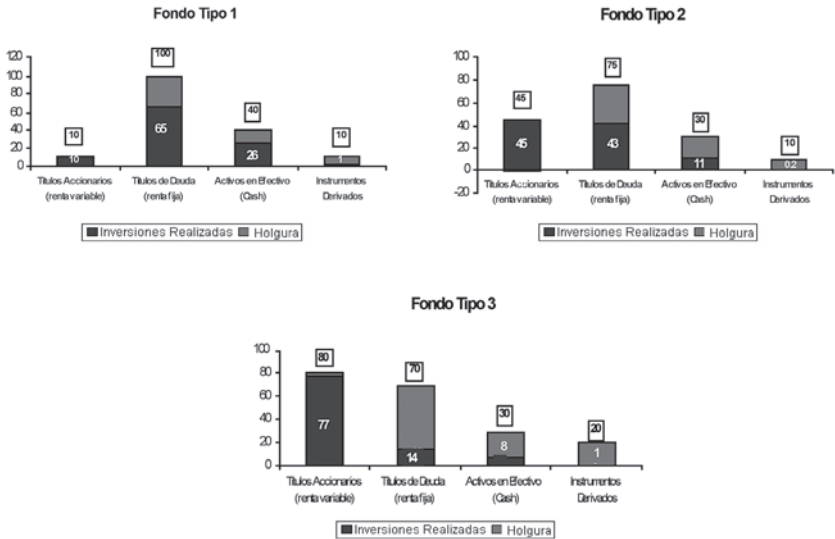 Fondo Tipo 1
120
100
80
60
40
20
0
10
100
40
10
10
65
26
1
Títulos Accionarios
(renta variable)
Títulos de Deuda
(renta fija)
Activos en Efectivo
(Cash)
Instrumentos
Derivados
Inversiones Realizadas Holgura
Fondo Tipo 2
100
80
60
40
20
0
-20
45
75
30
10
45
43
11
0.2
Títulos Accionarios
(renta variable)
Títulos de Deuda
(renta fija)
Activos en Efectivo
(Cash)
Instrumentos
Derivados
Inversiones Realizadas Holgura
Fondo Tipo 3
100
80
60
40
20
0
80
70
30
20
77
14
8
1
Títulos Accionarios
(renta variable)
Títulos de Deuda
(renta fija)
Activos en Efectivo
(Cash)
Instrumentos
Derivados
Inversiones Realizadas Holgura